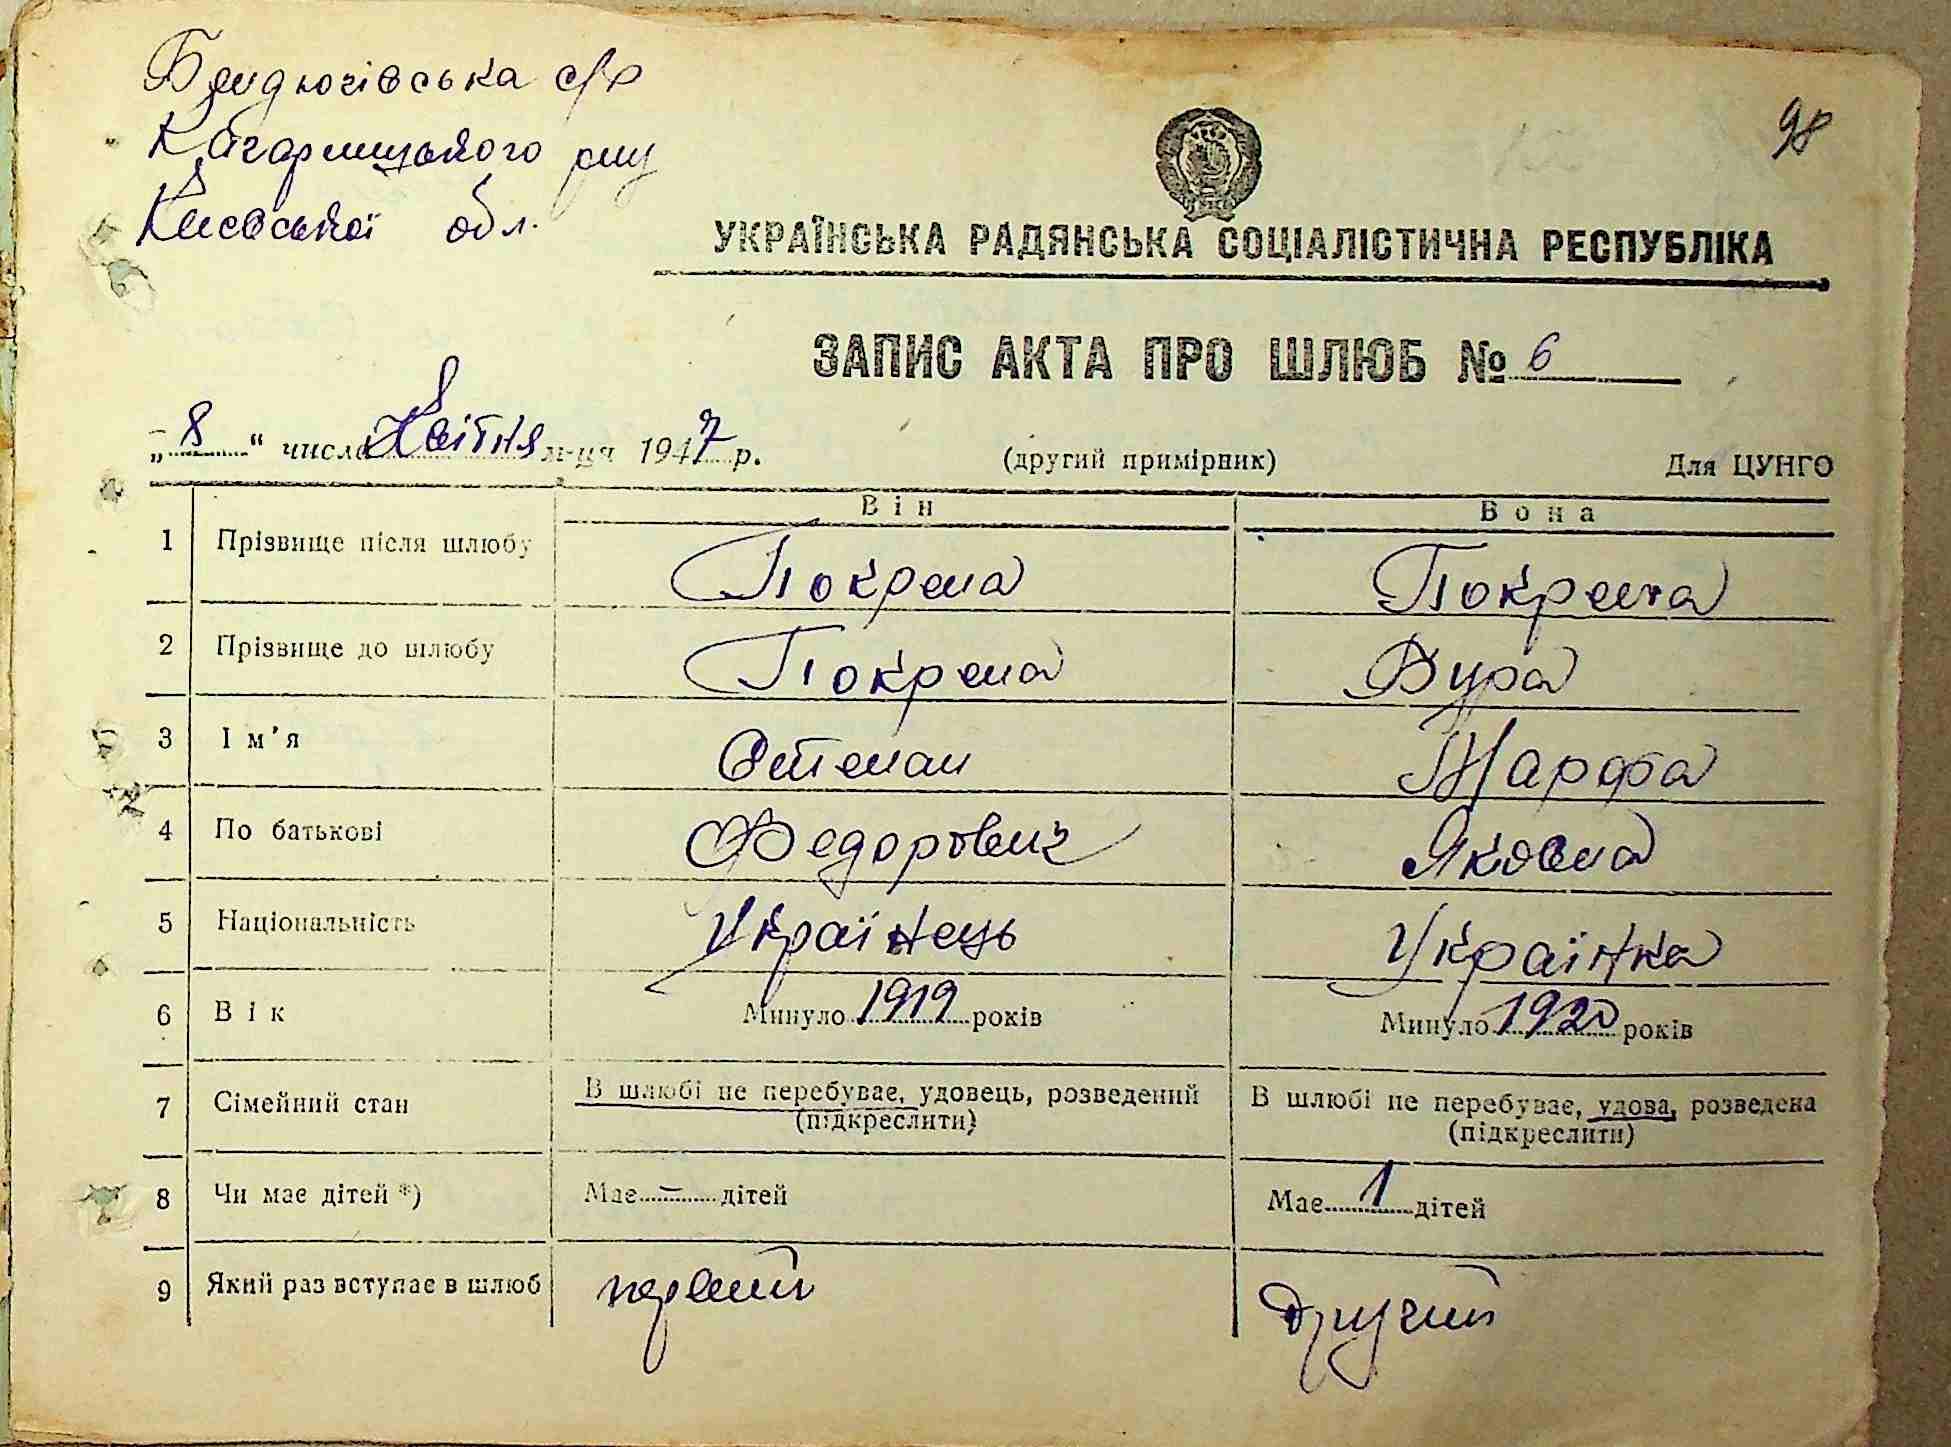 Бендюгівська с/р
Кагарлицького р-ну
Київської обл.
98
УКРАЇНСЬКА РАДЯНСЬКА СОЦІАЛІСТИЧНА РЕСПУБЛІКА
ЗАПИС АКТА ПРО ШЛЮБ № 6
„8“ числа Квітня м-ця 1947 р. (другий примірник) Для ЦУНГО
Він Вона
1 Прізвище після шлюбу Покрепа Покрепа
2 Прізвище до шлюбу Покрепа Дура
3 Ім'я Степан Марфа
4 По батькові Федорович Яковна
5 Національність Українець Українка
6 Вік Минуло 1919 років Минуло 1920 років
7 Сімейний стан В шлюбі не перебуває, удовець, розведений (підкреслити) В шлюбі не перебуває, удова, розведена (підкреслити)
8 Чи має дітей *) Має – дітей Має 1 дітей
9 Який раз вступає в шлюб первий другий